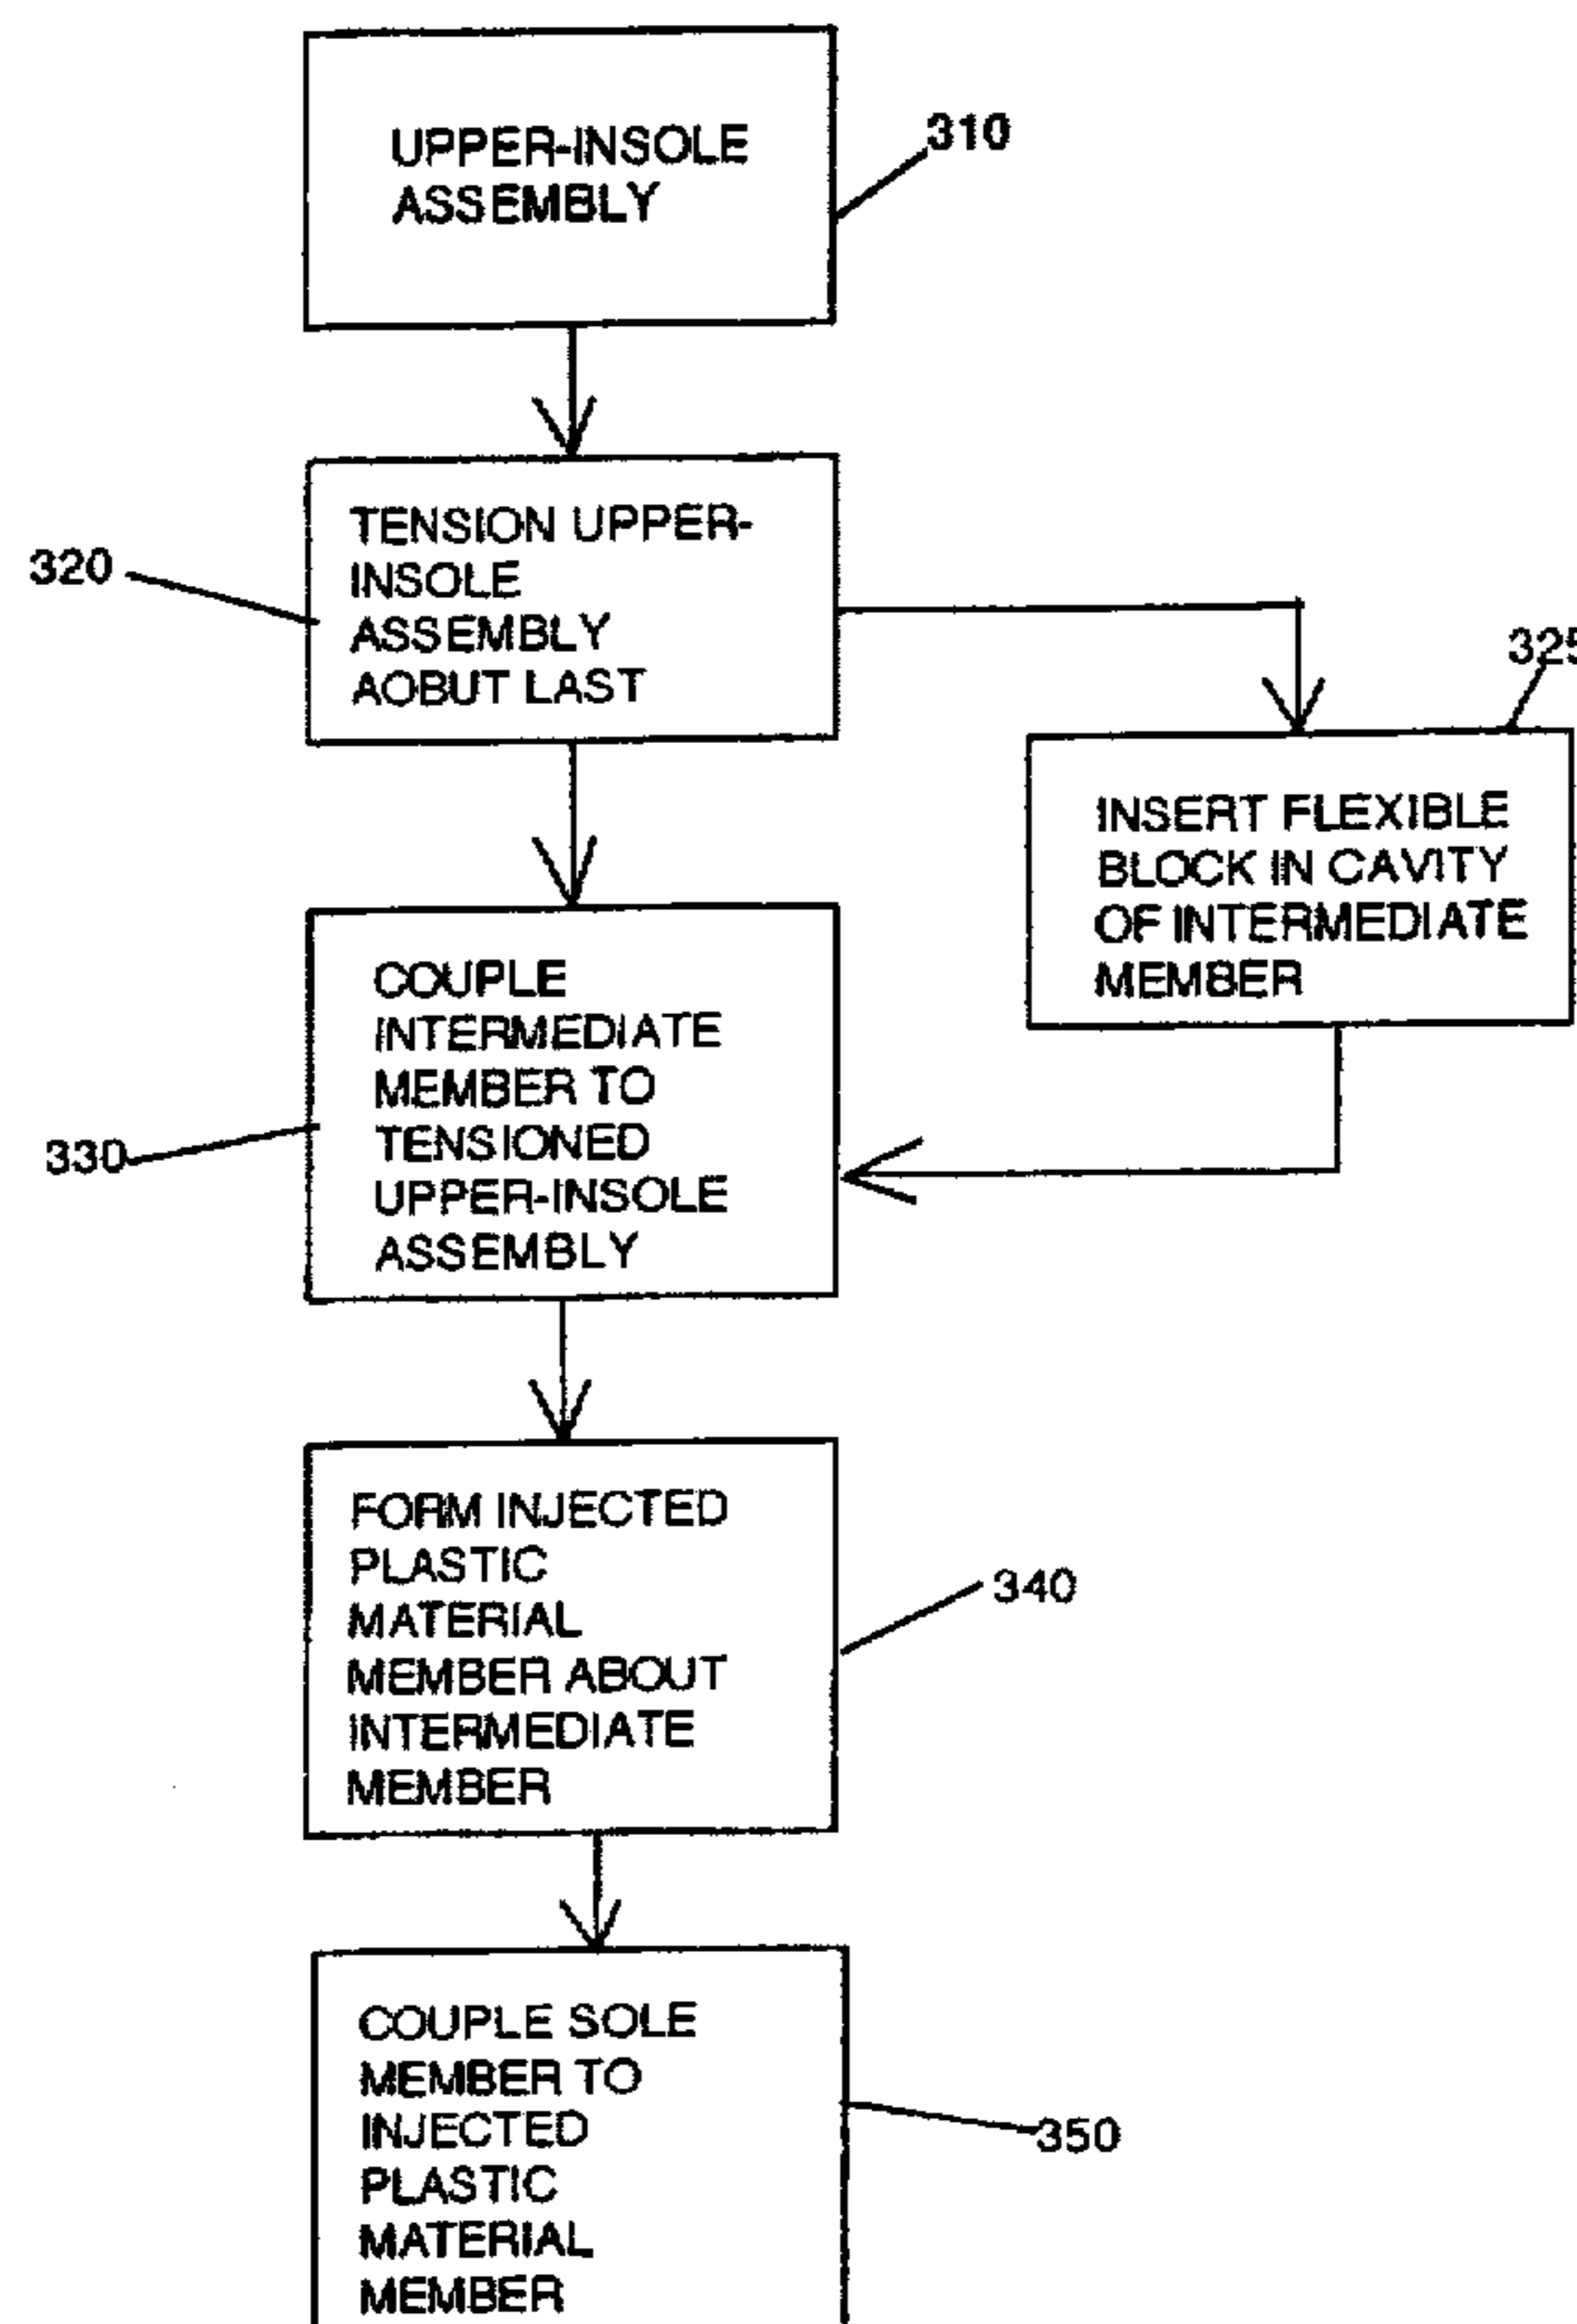 UPPER-INSOLE
ASSEMBLY
310
TENSION UPPER-
INSOLE
ASSEMBLY
AOBUT LAST
320
325
INSERT FLEXIBLE
BLOCK IN CAVITY
OF INTERMEDIATE
MEMBER
COUPLE
INTERMEDIATE
MEMBER TO
TENSIONED
UPPER-INSOLE
ASSEMBLY
330
FORM INJECTED
PLASTIC
MATERIAL
MEMBER ABOUT
INTERMEDIATE
MEMBER
340
COUPLE SOLE
MEMBER TO
INJECTED
PLASTIC
MATERIAL
MEMBER
350